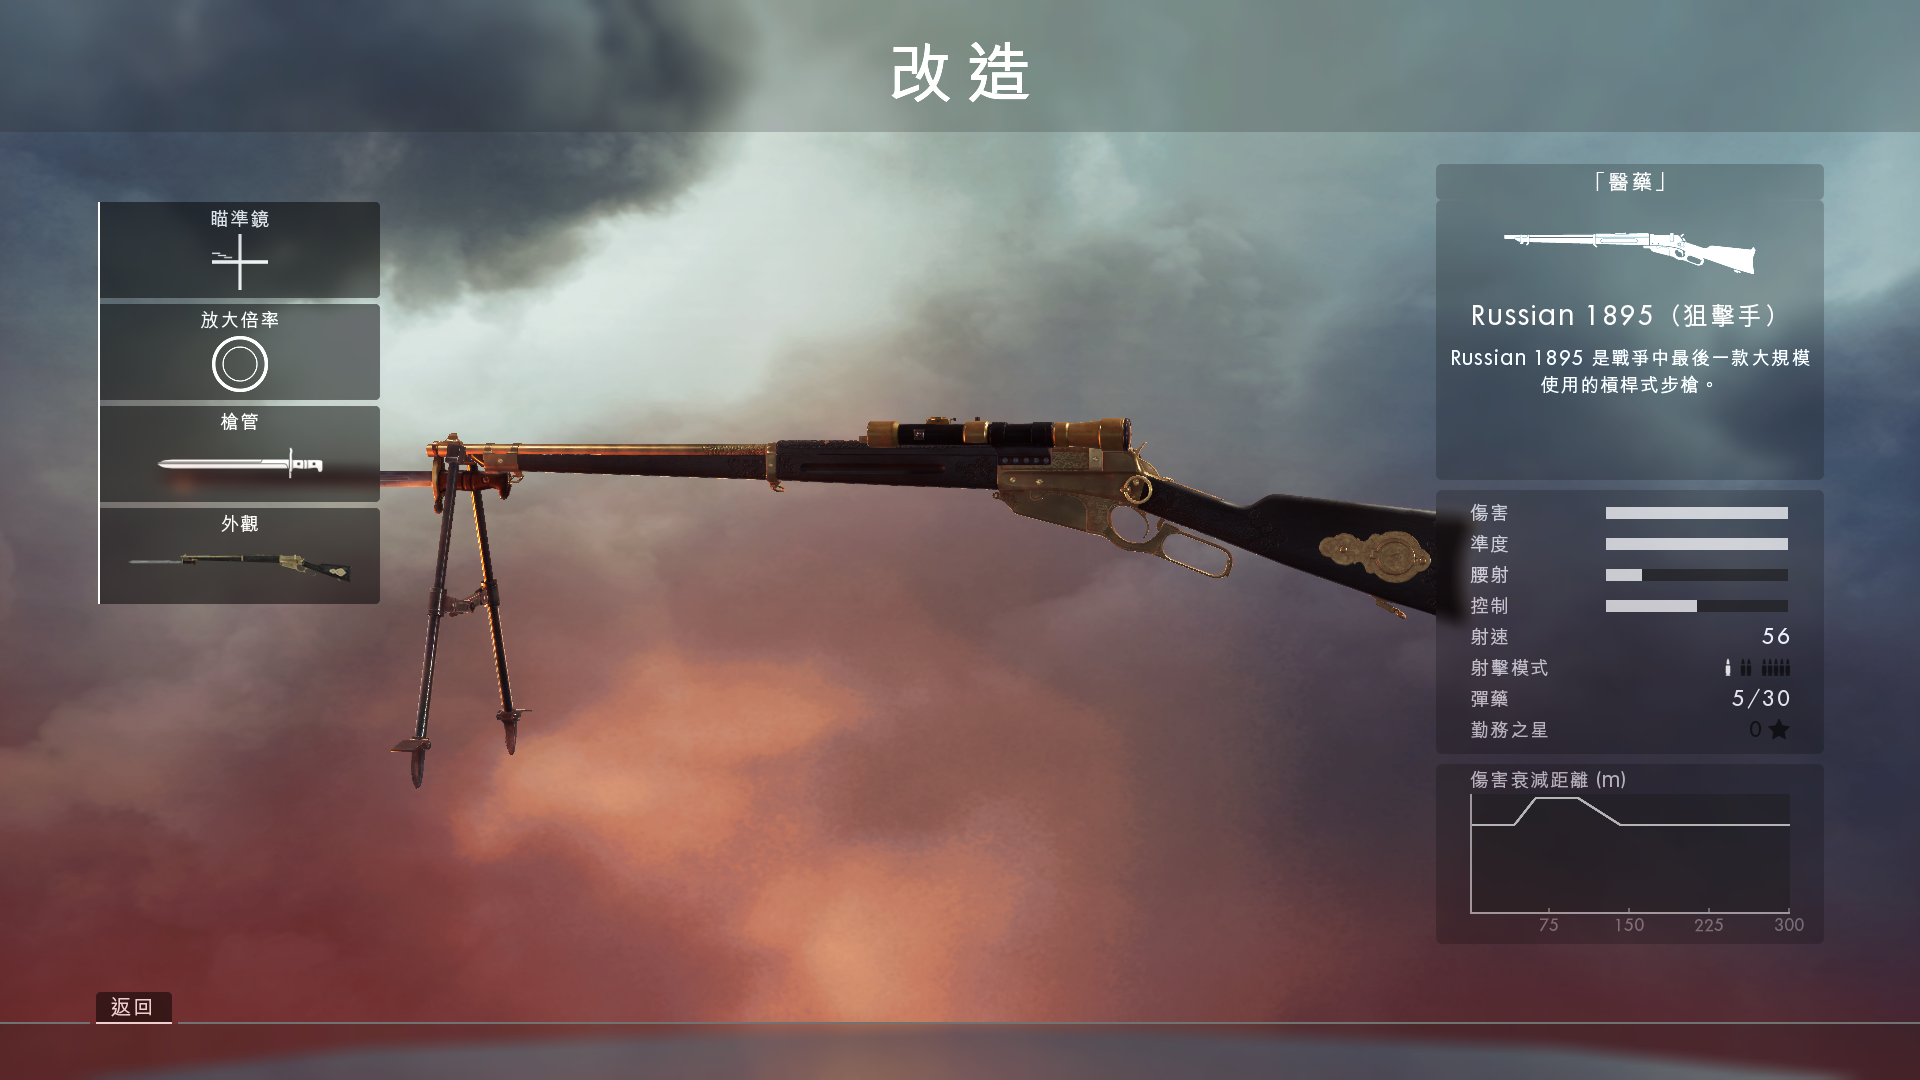 改造
瞄準鏡
放大倍率
槍管
外觀
「醫藥」
Russian 1895（狙擊手）
Russian 1895 是戰爭中最後一款大規模
使用的槓桿式步槍。
傷害
準度
腰射
控制
射速 56
射擊模式
彈藥 5/30
勤務之星 0
傷害衰減距離 (m)
75 150 225 300
返回